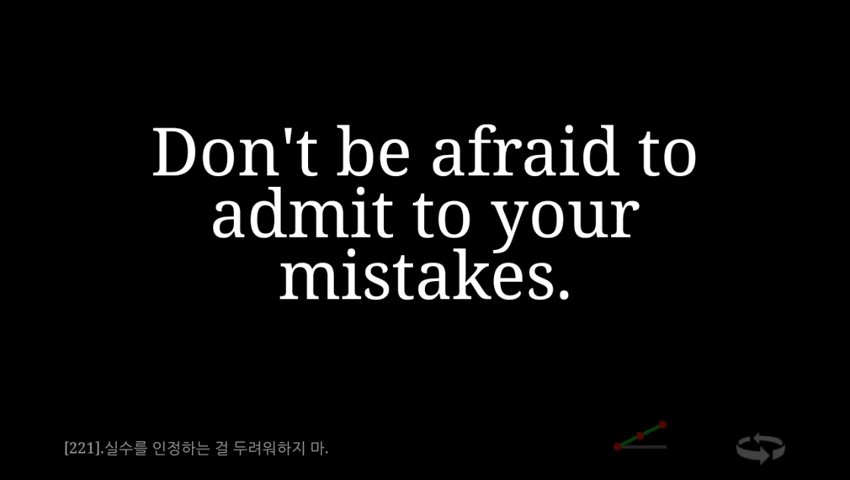 Don't be afraid to
admit to your
mistakes.
[221].실수를 인정하는 걸 두려워하지 마.